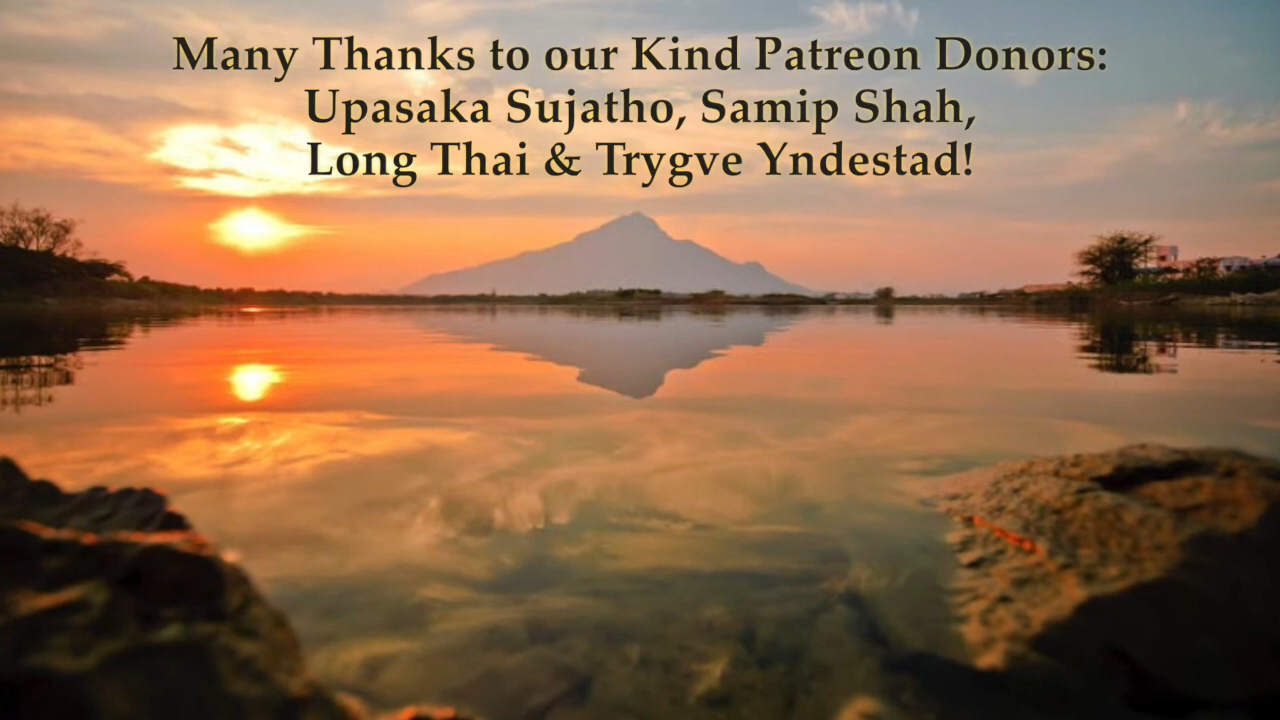 Many Thanks to our Kind Patreon Donors:
Upasaka Sujatho, Samip Shah,
Long Thai & Trygve Yndestad!